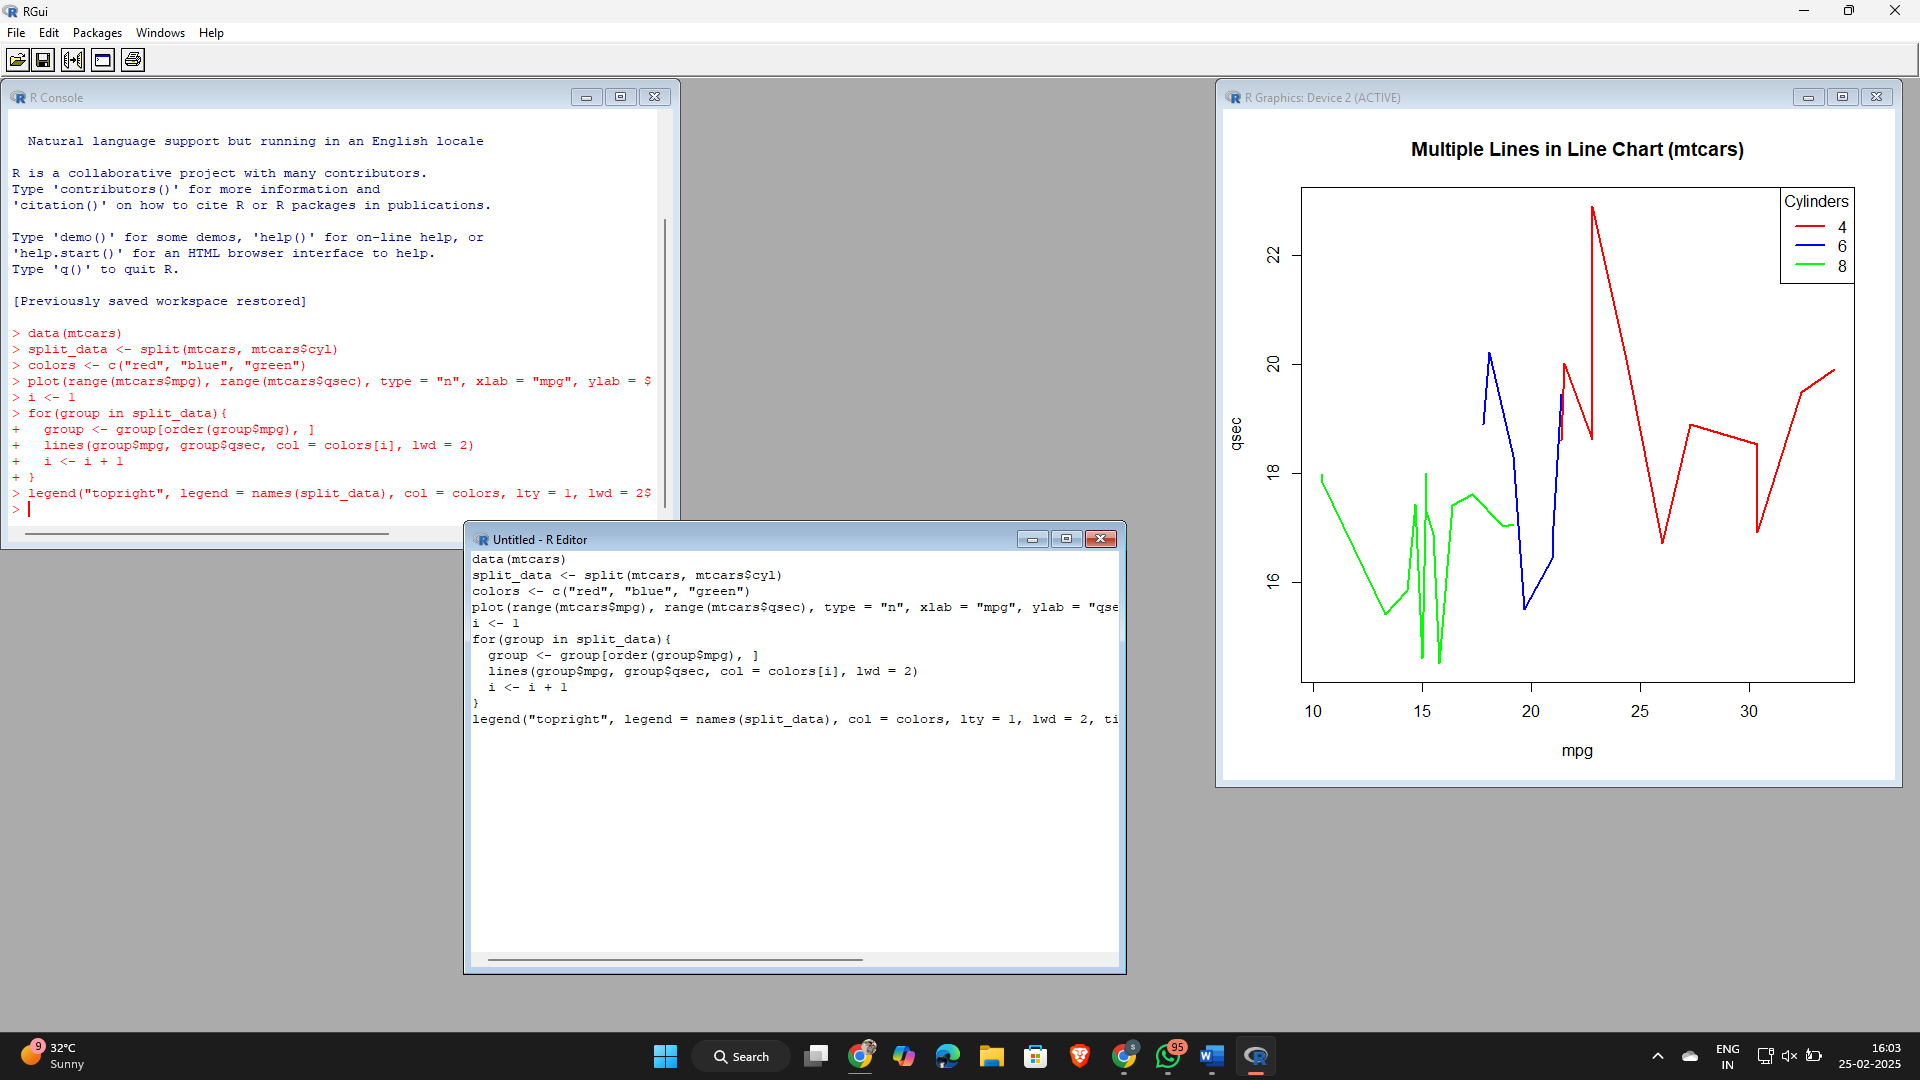 RGui
File Edit Packages Windows Help
R Console
Natural language support but running in an English locale
R is a collaborative project with many contributors.
Type 'contributors()' for more information and
'citation()' on how to cite R or R packages in publications.
Type 'demo()' for some demos, 'help()' for on-line help, or
'help.start()' for an HTML browser interface to help.
Type 'q()' to quit R.
[Previously saved workspace restored]
> data(mtcars)
> split_data <- split(mtcars, mtcars$cyl)
> colors <- c("red", "blue", "green")
> plot(range(mtcars$mpg), range(mtcars$qsec), type = "n", xlab = "mpg", ylab = $
> i <- 1
> for(group in split_data){
+   group <- group[order(group$mpg), ]
+   lines(group$mpg, group$qsec, col = colors[i], lwd = 2)
+   i <- i + 1
+ }
> legend("topright", legend = names(split_data), col = colors, lty = 1, lwd = 2$
>
Untitled - R Editor
data(mtcars)
split_data <- split(mtcars, mtcars$cyl)
colors <- c("red", "blue", "green")
plot(range(mtcars$mpg), range(mtcars$qsec), type = "n", xlab = "mpg", ylab = "qse
i <- 1
for(group in split_data){
  group <- group[order(group$mpg), ]
  lines(group$mpg, group$qsec, col = colors[i], lwd = 2)
  i <- i + 1
}
legend("topright", legend = names(split_data), col = colors, lty = 1, lwd = 2, ti
R Graphics: Device 2 (ACTIVE)
Multiple Lines in Line Chart (mtcars)
Cylinders
4
6
8
22
20
18
16
qsec
10 15 20 25 30
mpg
9
32°C
Sunny
Search
S
95
ENG
IN
16:03
25-02-2025